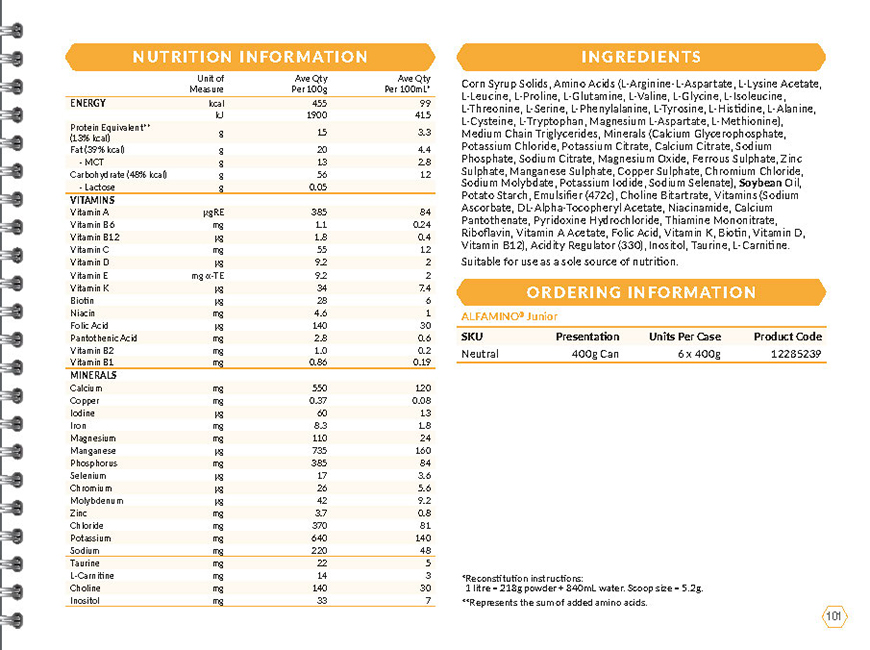 NUTRITION INFORMATION
Unit of Measure Ave Qty Per 100g Ave Qty Per 100mL*
ENERGY kcal 455 99
kJ 1900 415
Protein Equivalent** (13% kcal) g 15 3.3
Fat (39% kcal) g 20 4.4
- MCT g 13 2.8
Carbohydrate (48% kcal) g 56 12
- Lactose g 0.05
VITAMINS
Vitamin A µgRE 385 84
Vitamin B6 mg 1.1 0.24
Vitamin B12 µg 1.8 0.4
Vitamin C mg 55 12
Vitamin D µg 9.2 2
Vitamin E mg α-TE 9.2 2
Vitamin K µg 34 7.4
Biotin µg 28 6
Niacin mg 4.6 1
Folic Acid µg 140 30
Pantothenic Acid mg 2.8 0.6
Vitamin B2 mg 1.0 0.2
Vitamin B1 mg 0.86 0.19
MINERALS
Calcium mg 550 120
Copper mg 0.37 0.08
Iodine µg 60 13
Iron mg 8.3 1.8
Magnesium mg 110 24
Manganese µg 735 160
Phosphorus mg 385 84
Selenium µg 17 3.6
Chromium µg 26 5.6
Molybdenum µg 42 9.2
Zinc mg 3.7 0.8
Chloride mg 370 81
Potassium mg 640 140
Sodium mg 220 48
Taurine mg 22 5
L-Carnitine mg 14 3
Choline mg 140 30
Inositol mg 33 7
INGREDIENTS
Corn Syrup Solids, Amino Acids (L-Arginine-L-Aspartate, L-Lysine Acetate,
L-Leucine, L-Proline, L-Glutamine, L-Valine, L-Glycine, L-Isoleucine,
L-Threonine, L-Serine, L-Phenylalanine, L-Tyrosine, L-Histidine, L-Alanine,
L-Cysteine, L-Tryptophan, Magnesium L-Aspartate, L-Methionine),
Medium Chain Triglycerides, Minerals (Calcium Glycerophosphate,
Potassium Chloride, Potassium Citrate, Calcium Citrate, Sodium
Phosphate, Sodium Citrate, Magnesium Oxide, Ferrous Sulphate, Zinc
Sulphate, Manganese Sulphate, Copper Sulphate, Chromium Chloride,
Sodium Molybdate, Potassium Iodide, Sodium Selenate), Soybean Oil,
Potato Starch, Emulsifier (472c), Choline Bitartrate, Vitamins (Sodium
Ascorbate, DL-Alpha-Tocopheryl Acetate, Niacinamide, Calcium
Pantothenate, Pyridoxine Hydrochloride, Thiamine Mononitrate,
Riboflavin, Vitamin A Acetate, Folic Acid, Vitamin K, Biotin, Vitamin D,
Vitamin B12), Acidity Regulator (330), Inositol, Taurine, L-Carnitine.
Suitable for use as a sole source of nutrition.
ORDERING INFORMATION
ALFAMINO® Junior
SKU Presentation Units Per Case Product Code
Neutral 400g Can 6 x 400g 12285239
*Reconstitution instructions:
1 litre = 218g powder + 840mL water. Scoop size = 5.2g.
**Represents the sum of added amino acids.
101